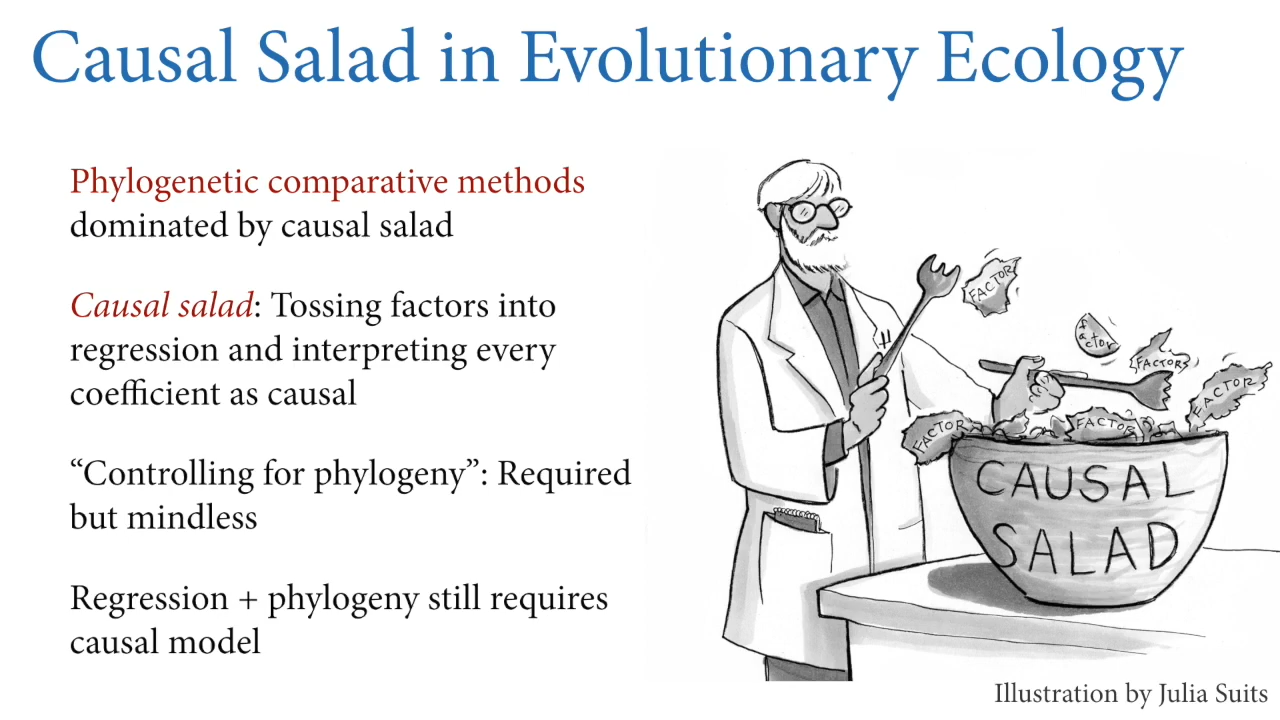 Causal Salad in Evolutionary Ecology
Phylogenetic comparative methods
dominated by causal salad
Causal salad: Tossing factors into
regression and interpreting every
coefficient as causal
“Controlling for phylogeny”: Required
but mindless
Regression + phylogeny still requires
causal model
FACTOR
factor
FACTORS
FACTOR
FACTOR
FACTOR
CAUSAL
SALAD
Illustration by Julia Suits